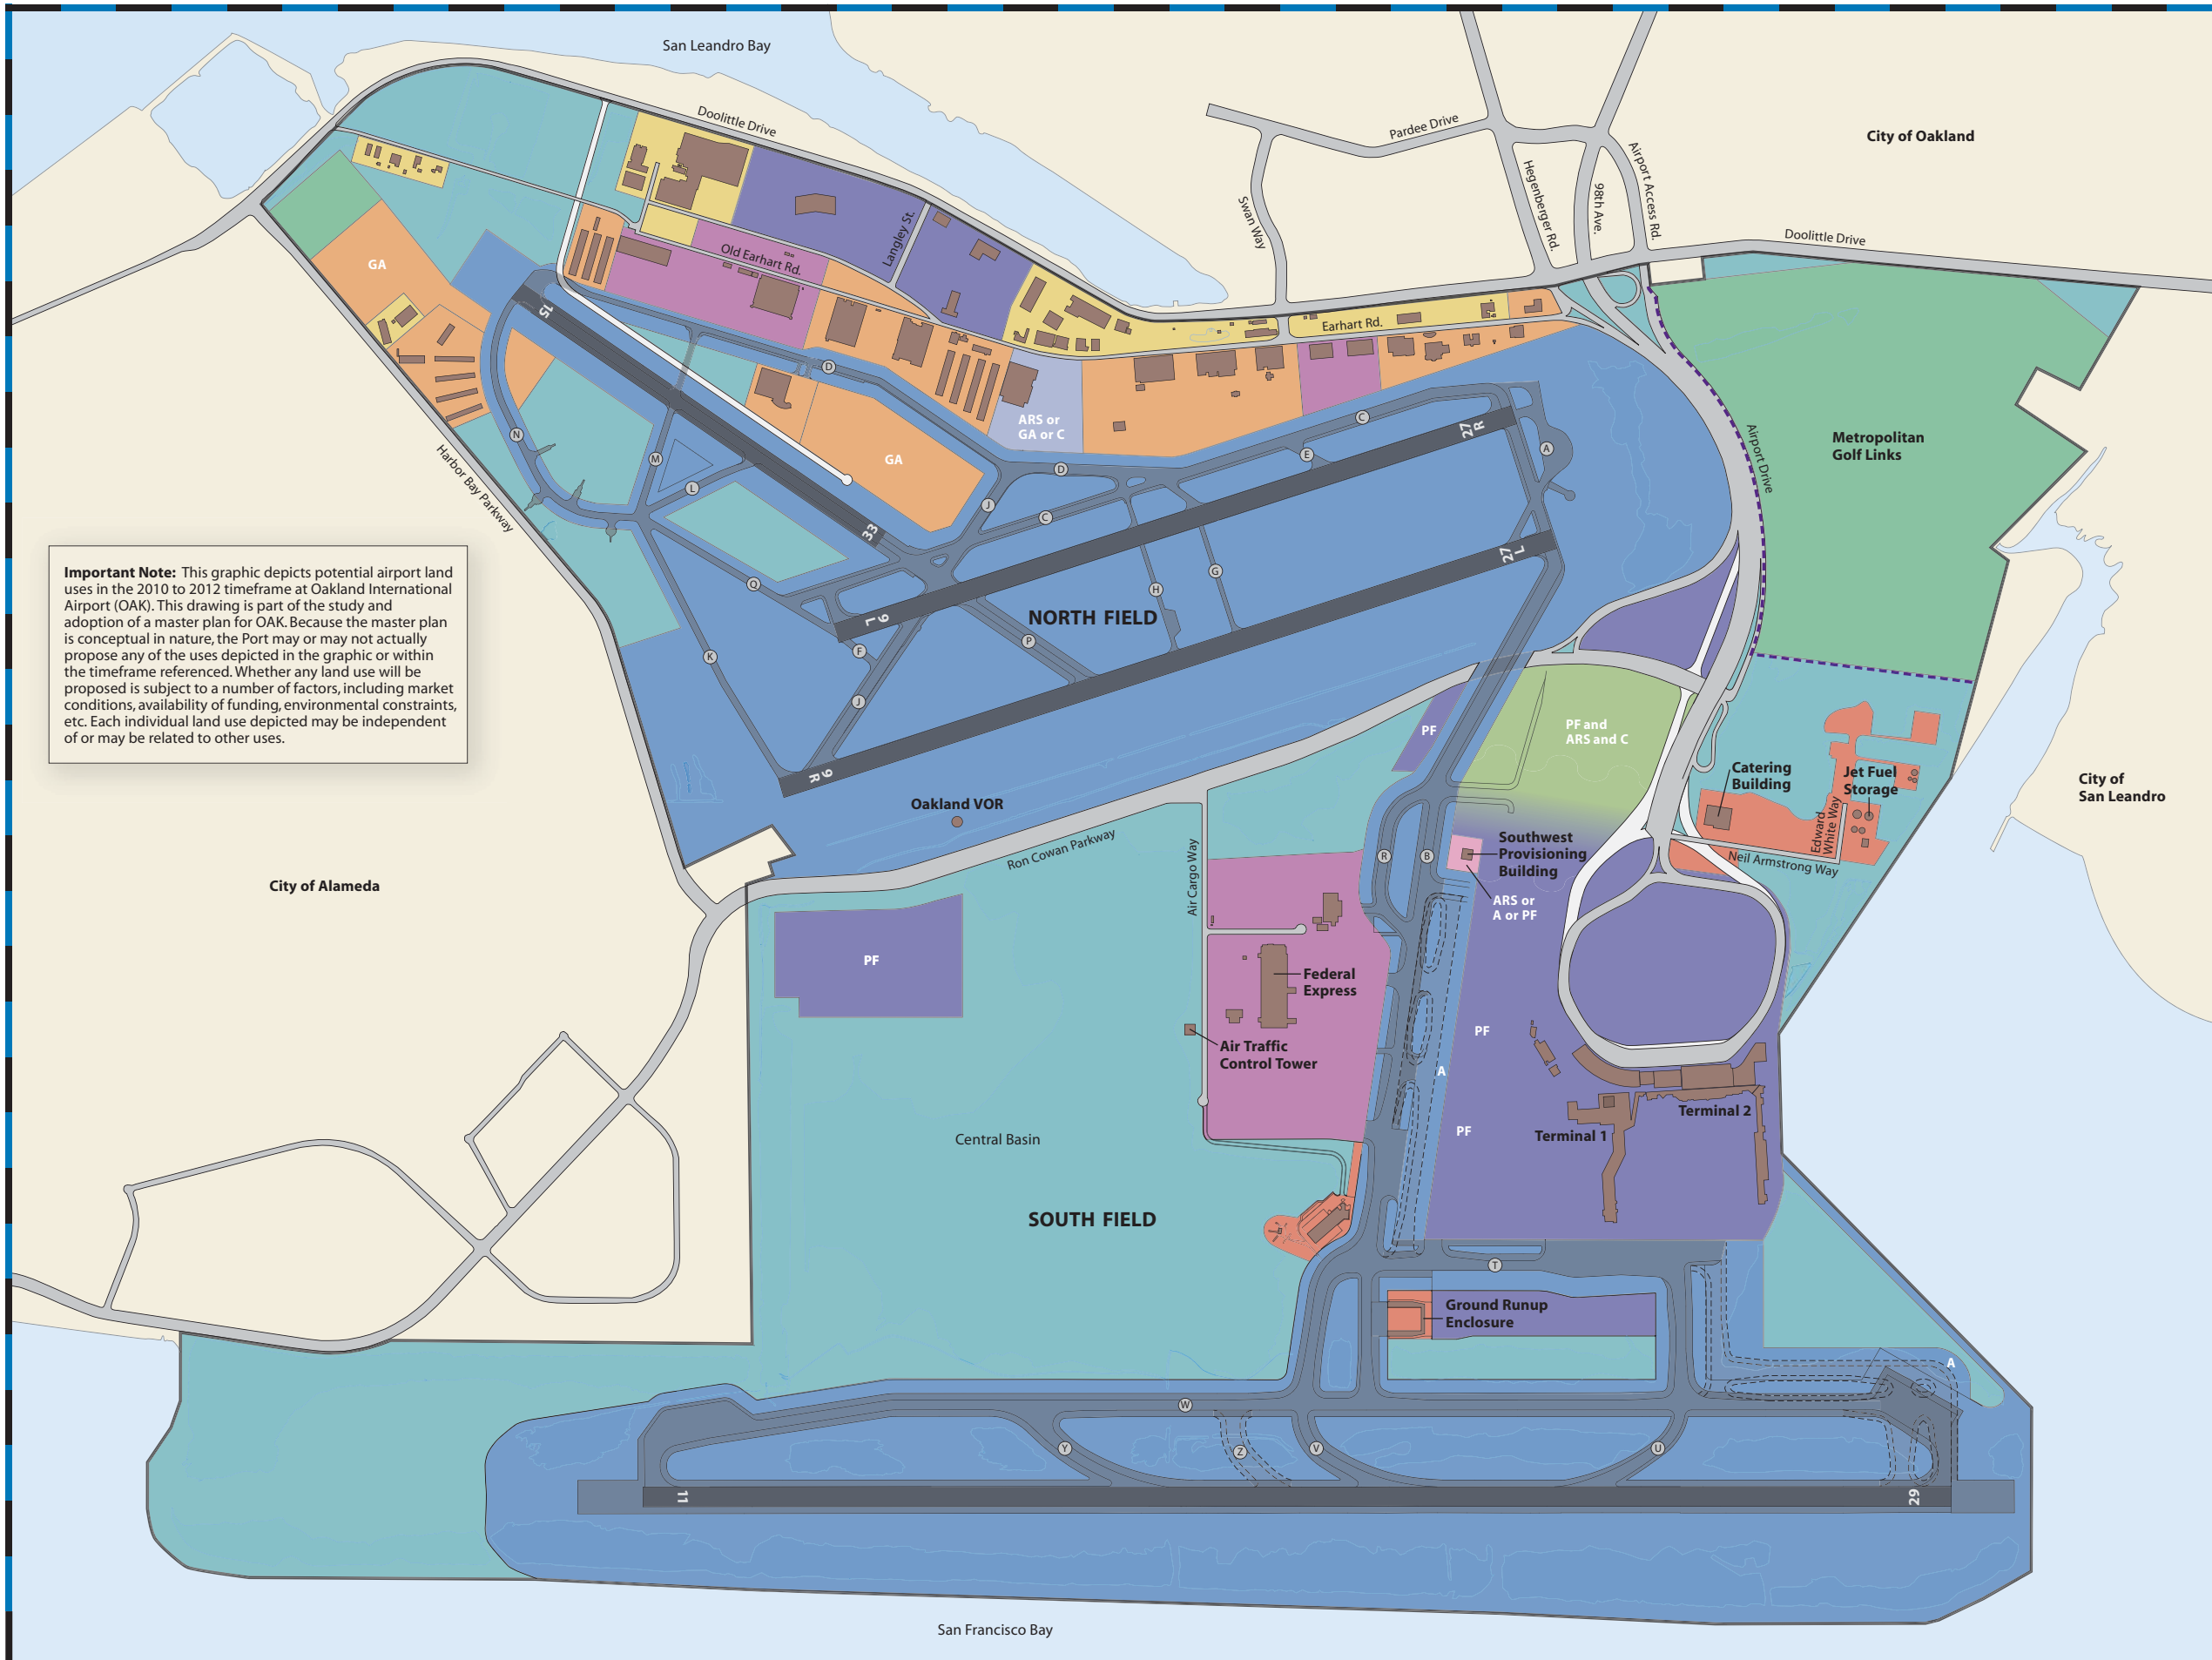 San Leandro Bay
Doolittle Drive
Pardee Drive
City of Oakland
Swan Way
Hegenberger Rd.
98th Ave.
Airport Access Rd.
Doolittle Drive
Langley St.
Old Earhart Rd.
GA
15
Earhart Rd.
D
ARS or
GA or C
C
27
R
A
E
N
M
L
GA
D
J
C
Harbor Bay Parkway
Airport Drive
Metropolitan
Golf Links
33
27
L
Q
H
G
9
L
NORTH FIELD
F
P
K
J
9
R
Important Note: This graphic depicts potential airport land
uses in the 2010 to 2012 timeframe at Oakland International
Airport (OAK). This drawing is part of the study and
adoption of a master plan for OAK. Because the master plan
is conceptual in nature, the Port may or may not actually
propose any of the uses depicted in the graphic or within
the timeframe referenced. Whether any land use will be
proposed is subject to a number of factors, including market
conditions, availability of funding, environmental constraints,
etc. Each individual land use depicted may be independent
of or may be related to other uses.
PF
PF and
ARS and C
Catering
Building
Jet Fuel
Storage
City of
San Leandro
Edward
White Way
Neil Armstrong Way
Oakland VOR
Ron Cowan Parkway
Air Cargo Way
R
B
Southwest
Provisioning
Building
ARS or
A or PF
City of Alameda
PF
Federal
Express
Air Traffic
Control Tower
PF
A
PF
Terminal 2
Terminal 1
Central Basin
SOUTH FIELD
T
Ground Runup
Enclosure
A
W
Y
Z
V
U
11
29
San Francisco Bay